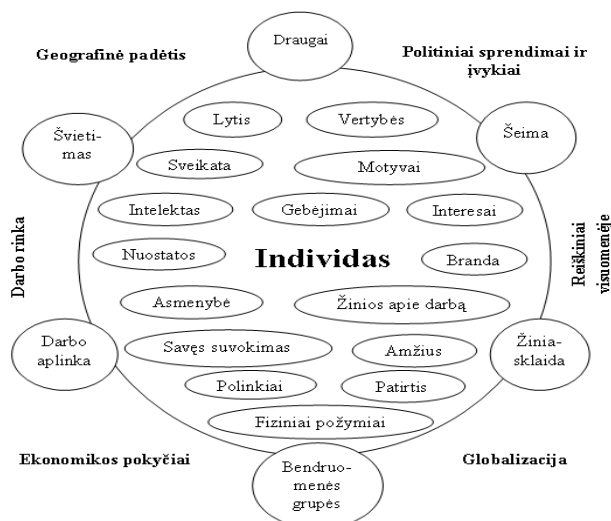 Draugai
Geografinė padėtis
Politiniai sprendimai ir
įvykiai
Lytis
Vertybės
Švieti-
mas
Šeima
Sveikata
Motyvai
Intelektas
Gebėjimai
Interesai
Darbo rinka
Nuostatos
Individas
Branda
Reiškiniai
visuomenėje
Asmenybė
Žinios apie darbą
Darbo
aplinka
Savęs suvokimas
Amžius
Žinia-
sklaida
Polinkiai
Patirtis
Fiziniai požymiai
Ekonomikos pokyčiai
Globalizacija
Bendruo-
menės
grupės